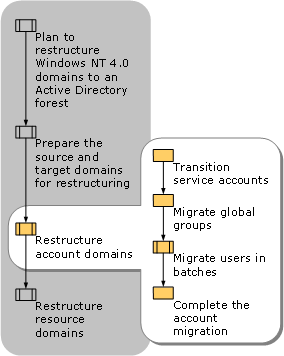 Plan to
restructure
Windows NT 4.0
domains to an
Active Directory
forest
Prepare the
source and
target domains
for restructuring
Restructure
account domains
Restructure
resource
domains
Transition
service accounts
Migrate global
groups
Migrate users in
batches
Complete the
account
migration